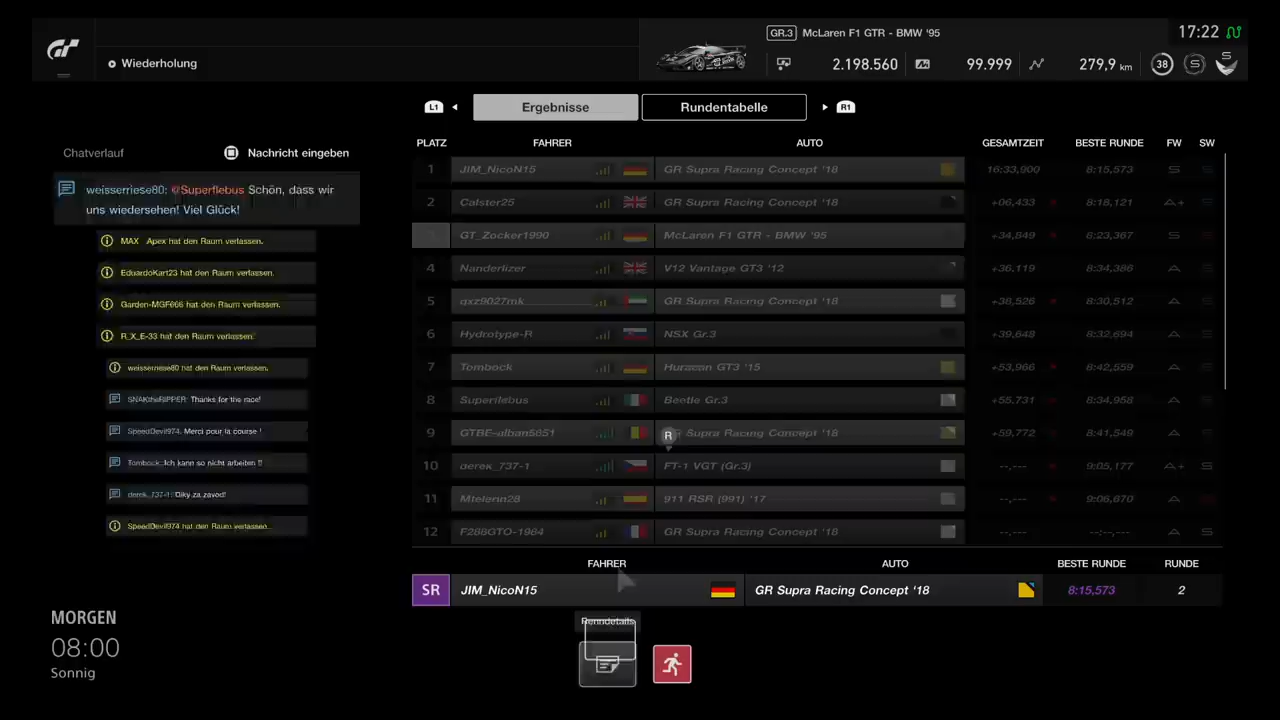 GR.3 McLaren F1 GTR - BMW '95
17:22
Wiederholung
2.198.560
99.999
279,9 km
38
S
S
L1
Ergebnisse
Rundentabelle
R1
Chatverlauf
Nachricht eingeben
weisserriese80: @Superflebus Schön, dass wir
uns wiedersehen! Viel Glück!
EduardoKart23 hat den Raum verlassen.
Garden-MGF666 hat den Raum verlassen.
R_X_E-33 hat den Raum verlassen.
weisserriese80 hat den Raum verlassen.
SNAKtheRIPPER: Thanks for the race!
SpeedDevil974: Merci pour la course !
Tombock: Ich kann so nicht arbeiten !!
derek_737-1: Díky za závod!
SpeedDevil974 hat den Raum verlassen.
PLATZ FAHRER AUTO GESAMTZEIT BESTE RUNDE FW SW
1 JIM_NicoN15 GR Supra Racing Concept '18 16:33,900 8:15,573 S S
2 Calster25 GR Supra Racing Concept '18 +06,433 8:18,121 A+ S
GT_Zocker1990 McLaren F1 GTR - BMW '95 +34,849 8:23,367 S S
4 Nanderlizer V12 Vantage GT3 '12 +36,119 8:34,386 A S
5 qxz9027mk GR Supra Racing Concept '18 +38,526 8:30,512 A S
6 Hydrotype-R NSX Gr.3 +39,648 8:32,694 A S
7 Tombock Huracan GT3 '15 +53,966 8:42,559 A S
8 Superflebus Beetle Gr.3 +55,731 8:34,958 A S
9 GTBE-alban5651 R Supra Racing Concept '18 +59,772 8:41,549 A S
10 derek_737-1 FT-1 VGT (Gr.3) --,--- 9:05,177 A+ S
11 Mtelerin28 911 RSR (991) '17 --,--- 9:06,670 A
12 F288GTO-1984 GR Supra Racing Concept '18 --,--- --:--,--- A S
FAHRER AUTO BESTE RUNDE RUNDE
SR JIM_NicoN15 GR Supra Racing Concept '18 8:15,573 2
MORGEN
08:00
Sonnig
Renndetails